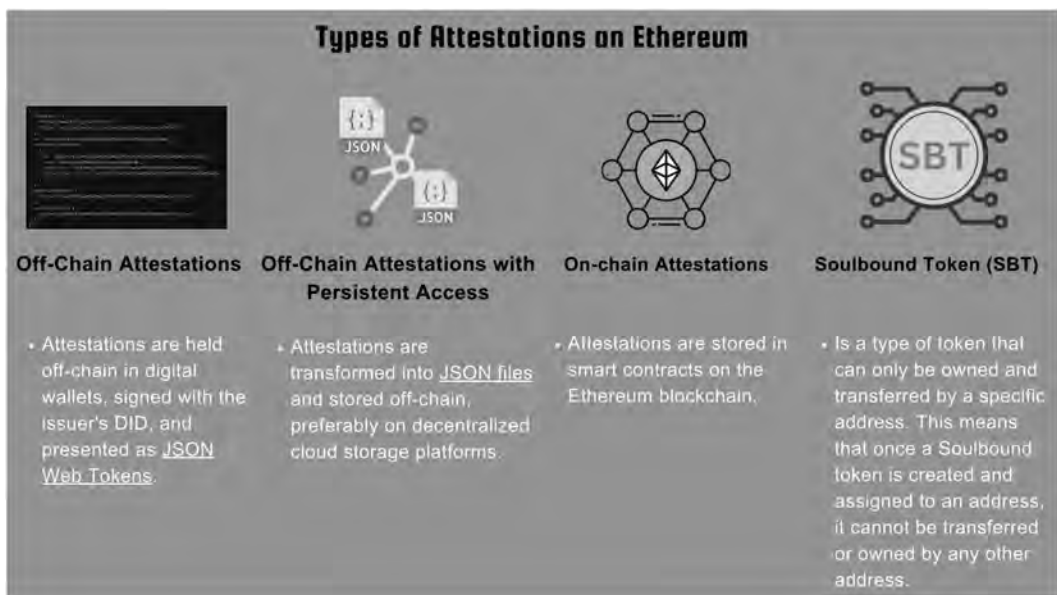 Types of Attestations on Ethereum
{;}
JSON
{;}
JSON
SBT
Off-Chain Attestations
Off-Chain Attestations with
Persistent Access
On-chain Attestations
Soulbound Token (SBT)
• Attestations are held
off-chain in digital
wallets, signed with the
issuer's DID, and
presented as JSON
Web Tokens.
• Attestations are
transformed into JSON files
and stored off-chain,
preferably on decentralized
cloud storage platforms.
• Attestations are stored in
smart contracts on the
Ethereum blockchain.
• Is a type of token that
can only be owned and
transferred by a specific
address. This means
that once a Soulbound
token is created and
assigned to an address,
it cannot be transferred
or owned by any other
address.